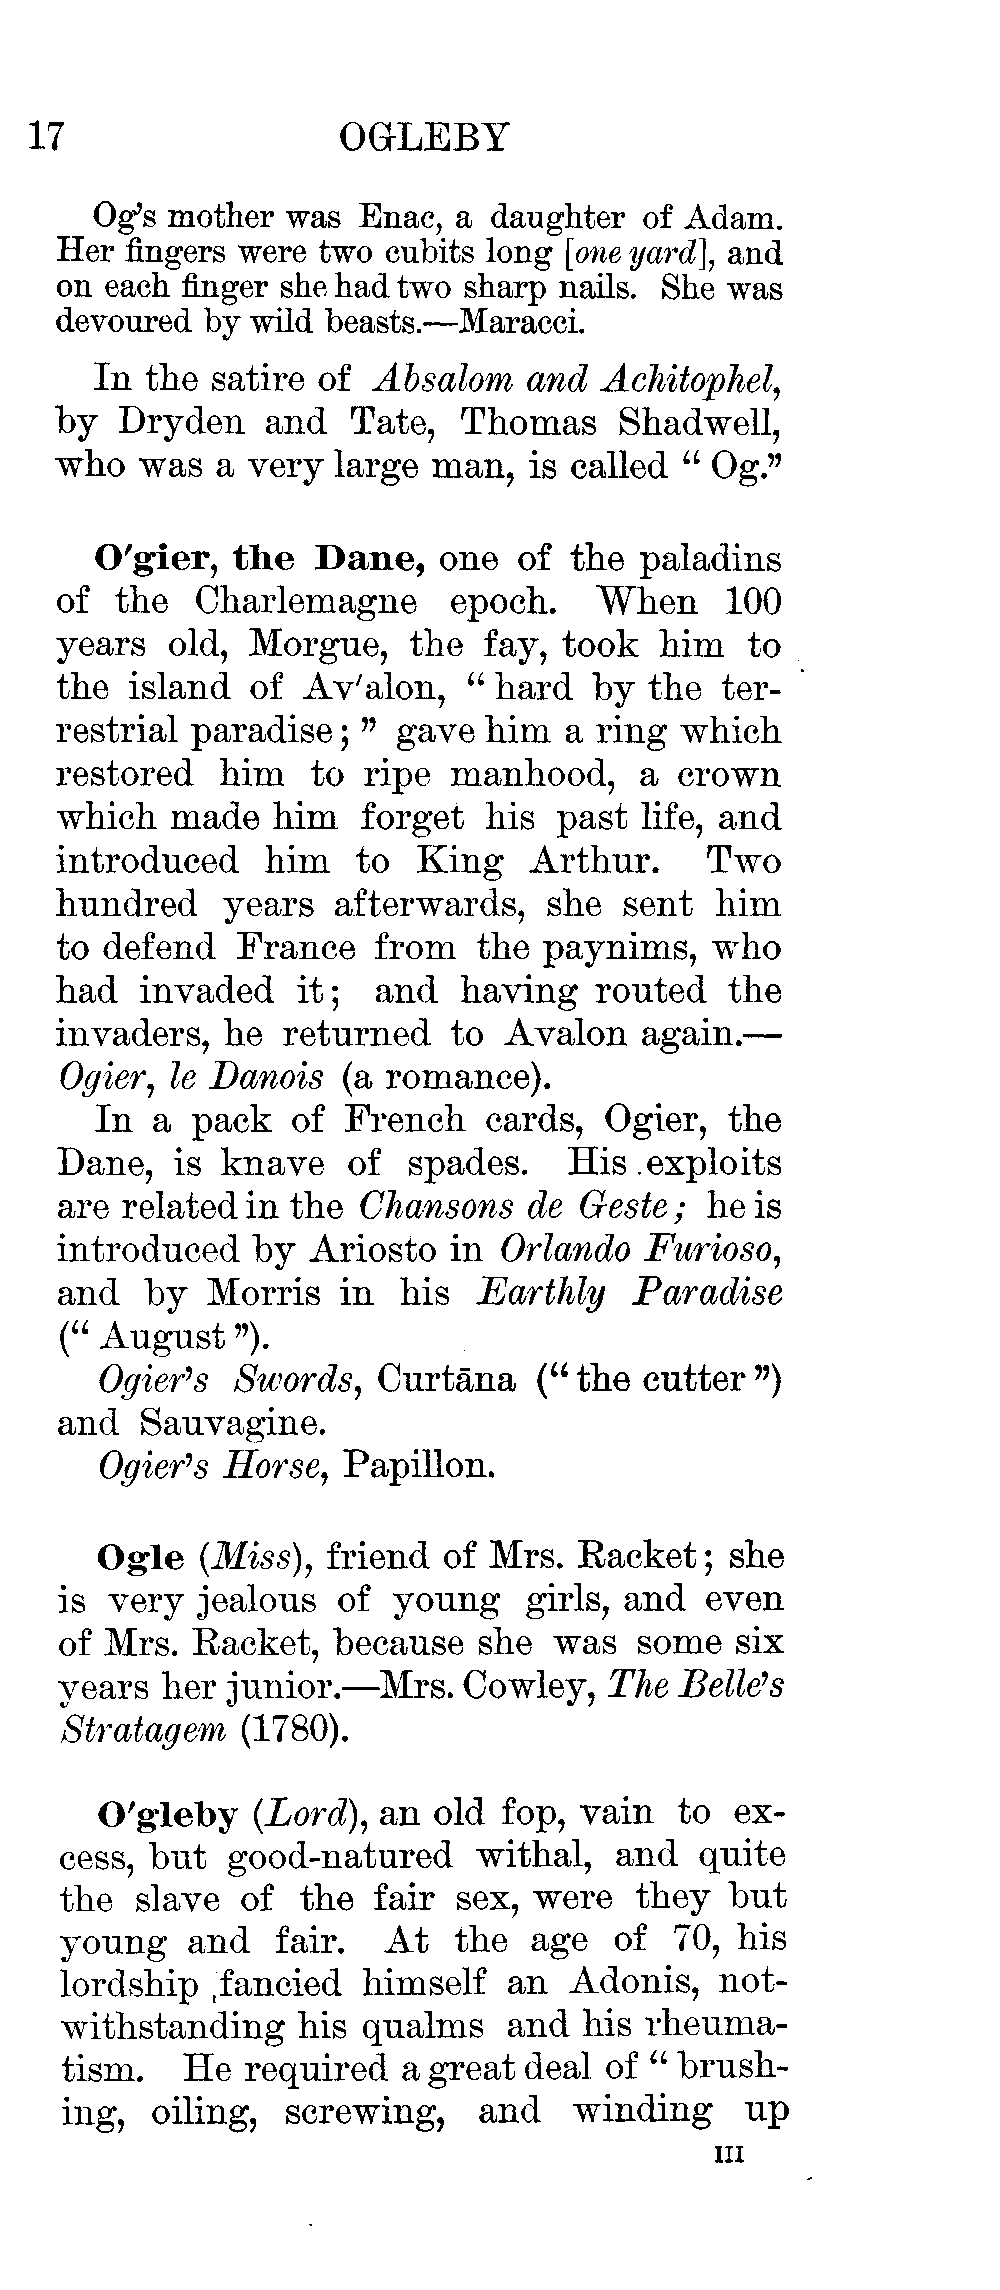 17 OGLEBY
Og's mother was Enac, a daughter of Adam.
Her fingers were two cubits long [one yard], and
on each finger she had two sharp nails. She was
devoured by wild beasts.—Maracci.
In the satire of Absalom and Achitophel,
by Dryden and Tate, Thomas Shadwell,
who was a very large man, is called “ Og.”
O'gier, the Dane, one of the paladins
of the Charlemagne epoch. When 100
years old, Morgue, the fay, took him to
the island of Av'alon, “ hard by the ter-
restrial paradise ; ” gave him a ring which
restored him to ripe manhood, a crown
which made him forget his past life, and
introduced him to King Arthur. Two
hundred years afterwards, she sent him
to defend France from the paynims, who
had invaded it ; and having routed the
invaders, he returned to Avalon again.—
Ogier, le Danois (a romance).
In a pack of French cards, Ogier, the
Dane, is knave of spades. His exploits
are related in the Chansons de Geste ; he is
introduced by Ariosto in Orlando Furioso,
and by Morris in his Earthly Paradise
(“ August ”).
Ogier's Swords, Curtāna (“ the cutter ”)
and Sauvagine.
Ogier's Horse, Papillon.
Ogle (Miss), friend of Mrs. Racket ; she
is very jealous of young girls, and even
of Mrs. Racket, because she was some six
years her junior.—Mrs. Cowley, The Belle's
Stratagem (1780).
O'gleby (Lord), an old fop, vain to ex-
cess, but good-natured withal, and quite
the slave of the fair sex, were they but
young and fair. At the age of 70, his
lordship fancied himself an Adonis, not-
withstanding his qualms and his rheuma-
tism. He required a great deal of “ brush-
ing, oiling, screwing, and winding up
III